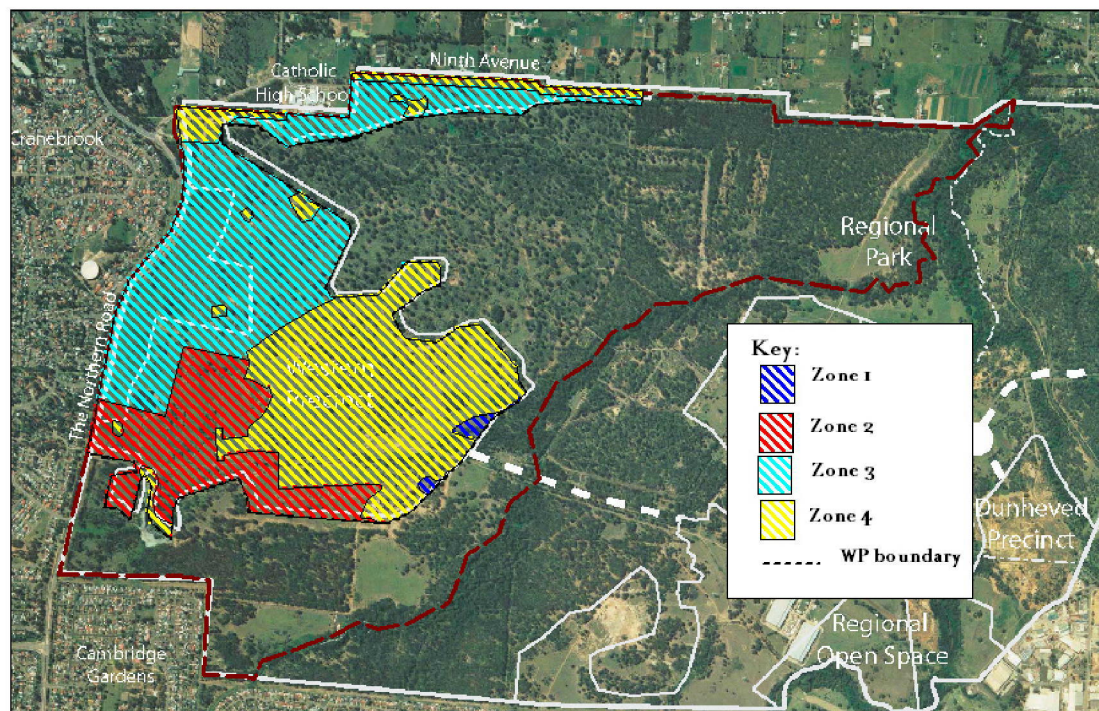 Ninth Avenue
Catholic
High School
Cranebrook
Regional
Park
The Northern Road
Western
Precinct
Key:
Zone 1
Zone 2
Zone 3
Zone 4
WP boundary
Dunheved
Precinct
Regional
Open Space
Cambridge
Gardens